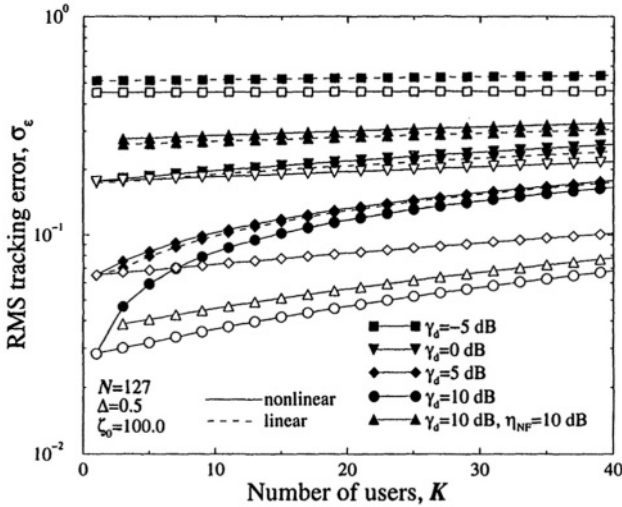 10⁰
10⁻¹
10⁻²
RMS tracking error, σ_ε
N=127
Δ=0.5
ζ₀=100.0
nonlinear
linear
γ_d=−5 dB
γ_d=0 dB
γ_d=5 dB
γ_d=10 dB
γ_d=10 dB, η_NF=10 dB
0 10 20 30 40
Number of users, K